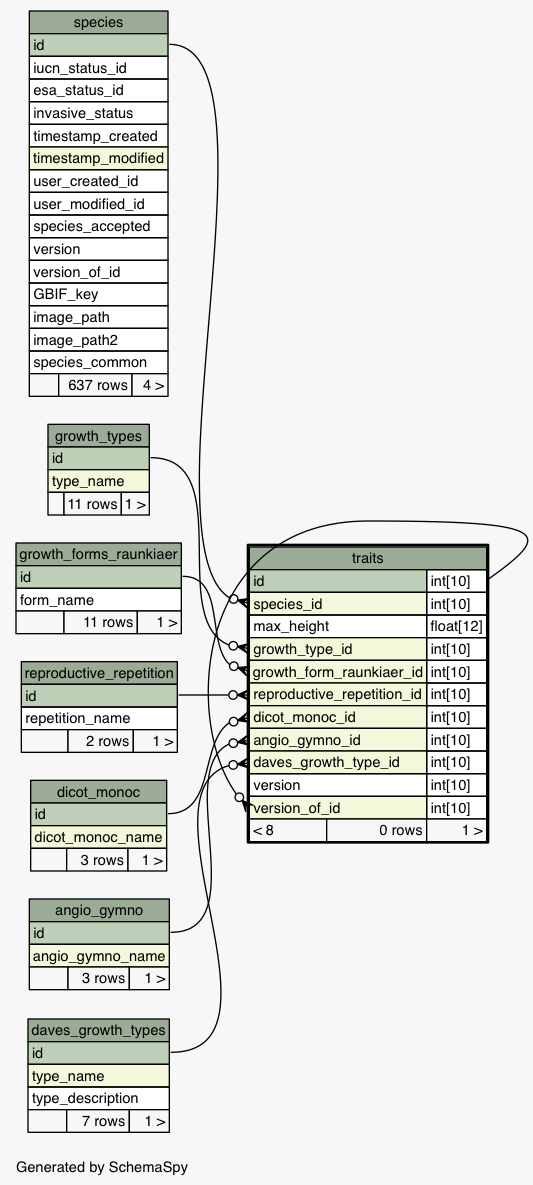 species
id
iucn_status_id
esa_status_id
invasive_status
timestamp_created
timestamp_modified
user_created_id
user_modified_id
species_accepted
version
version_of_id
GBIF_key
image_path
image_path2
species_common
637 rows 4 >
growth_types
id
type_name
11 rows 1 >
growth_forms_raunkiaer
id
form_name
11 rows 1 >
reproductive_repetition
id
repetition_name
2 rows 1 >
dicot_monoc
id
dicot_monoc_name
3 rows 1 >
angio_gymno
id
angio_gymno_name
3 rows 1 >
daves_growth_types
id
type_name
type_description
7 rows 1 >
traits
id int[10]
species_id int[10]
max_height float[12]
growth_type_id int[10]
growth_form_raunkiaer_id int[10]
reproductive_repetition_id int[10]
dicot_monoc_id int[10]
angio_gymno_id int[10]
daves_growth_type_id int[10]
version int[10]
version_of_id int[10]
< 8 0 rows 1 >
Generated by SchemaSpy